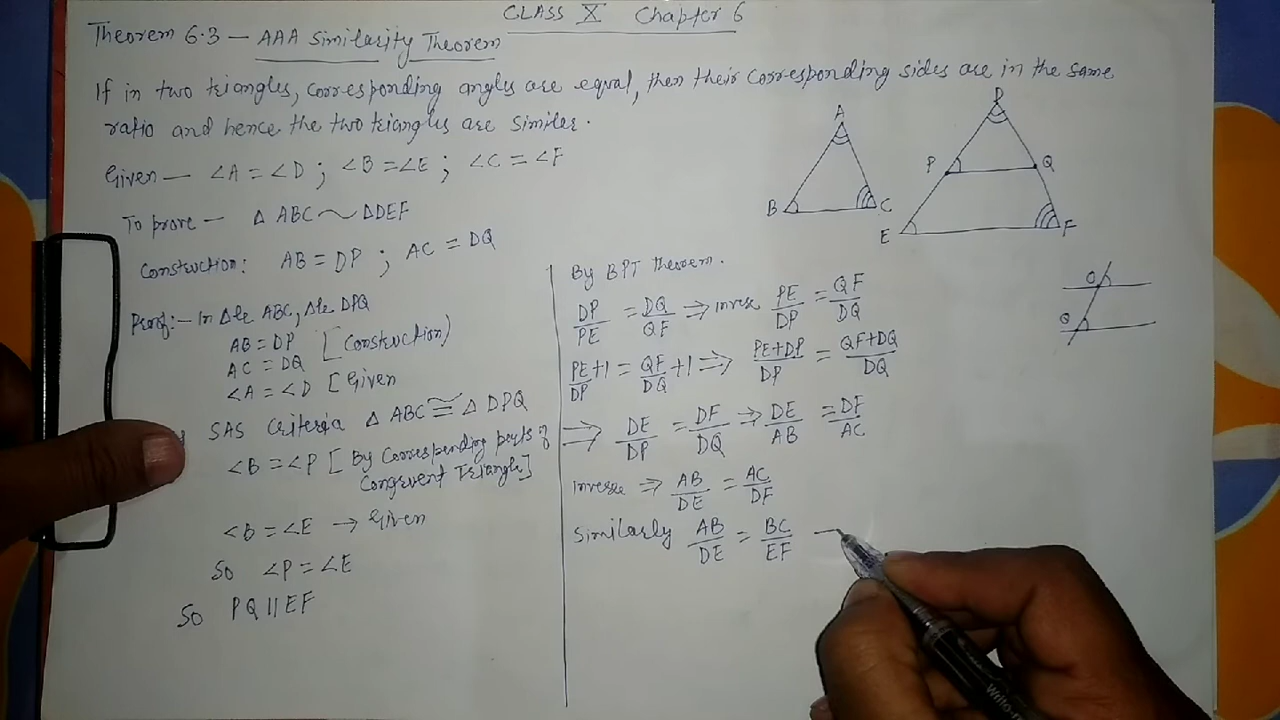 CLASS X Chapter 6
Theorem 6.3 — AAA Similarity Theorem
If in two triangles, corresponding angles are equal, then their corresponding sides are in the same
ratio and hence the two triangles are similar.
Given — ∠A = ∠D ; ∠B = ∠E ; ∠C = ∠F
To prove — Δ ABC ~ ΔDEF
Construction: AB = DP ; AC = DQ
Proof:- In Δle ABC, Δle DPQ
AB = DP [Construction)
AC = DQ
∠A = ∠D [Given
SAS Criteria Δ ABC ≅ Δ DPQ
∠B = ∠P [By Corresponding parts of
Congruent Triangle]
∠B = ∠E → Given
So ∠P = ∠E
So PQ || EF
By BPT Theorem.
DP/PE = DQ/QF ⇒ inverse PE/DP = QF/DQ
PE/DP + 1 = QF/DQ + 1 ⇒ PE+DP/DP = QF+DQ/DQ
⇒ DE/DP = DF/DQ ⇒ DE/AB = DF/AC
inverse ⇒ AB/DE = AC/DF
Similarly AB/DE = BC/EF —
A
B
C
D
P
Q
E
F